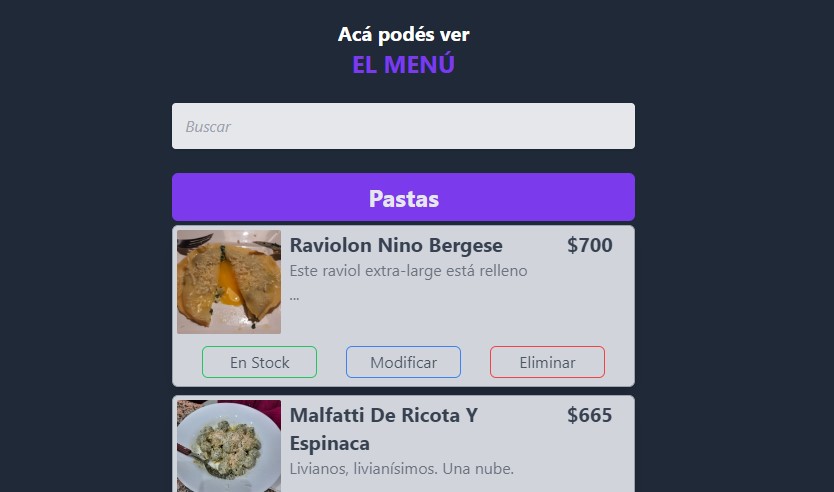 Acá podés ver
EL MENÚ
Buscar
Pastas
Raviolon Nino Bergese $700
Este raviol extra-large está relleno
...
En Stock Modificar Eliminar
Malfatti De Ricota Y $665
Espinaca
Livianos, livianísimos. Una nube.